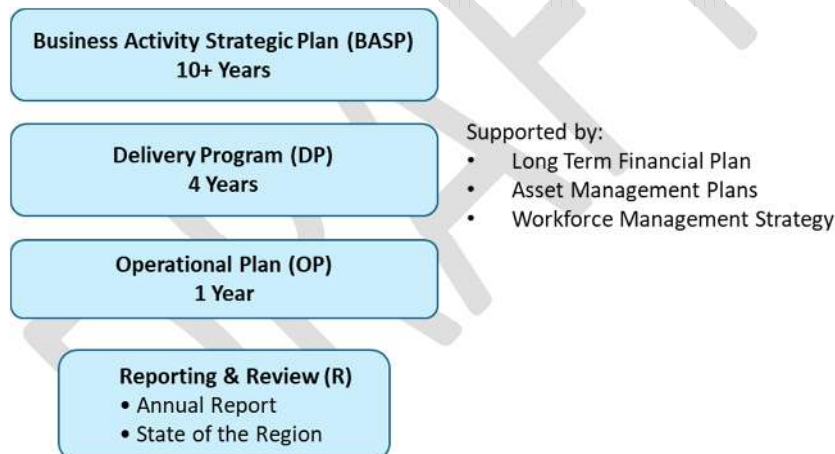 Business Activity Strategic Plan (BASP)
10+ Years
Delivery Program (DP)
4 Years
Supported by:
• Long Term Financial Plan
• Asset Management Plans
• Workforce Management Strategy
Operational Plan (OP)
1 Year
Reporting & Review (R)
• Annual Report
• State of the Region
DRAFT